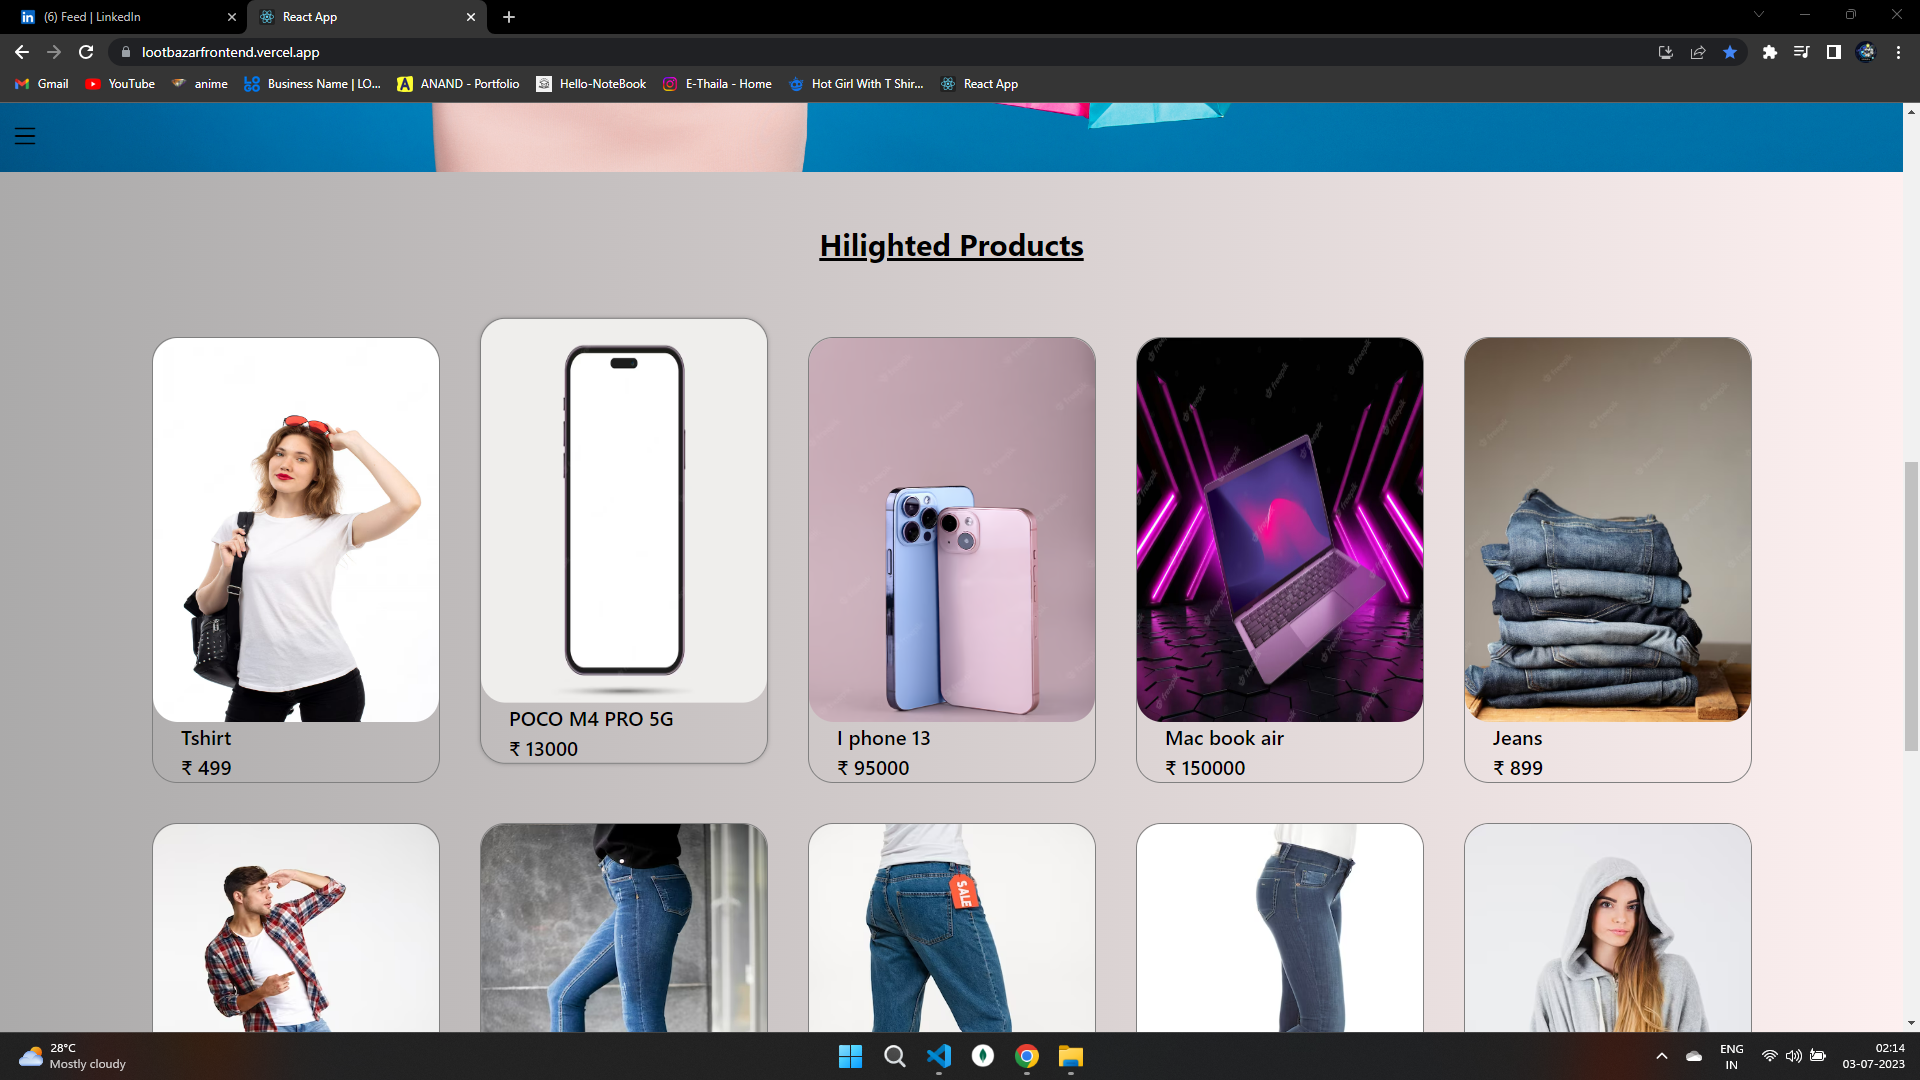 (6) Feed | LinkedIn
React App
lootbazarfrontend.vercel.app
Gmail
YouTube
anime
Business Name | LO...
ANAND - Portfolio
Hello-NoteBook
E-Thaila - Home
Hot Girl With T Shir...
React App
Hilighted Products
Tshirt
₹ 499
POCO M4 PRO 5G
₹ 13000
I phone 13
₹ 95000
Mac book air
₹ 150000
Jeans
₹ 899
SALE
28°C
Mostly cloudy
ENG
IN
02:14
03-07-2023